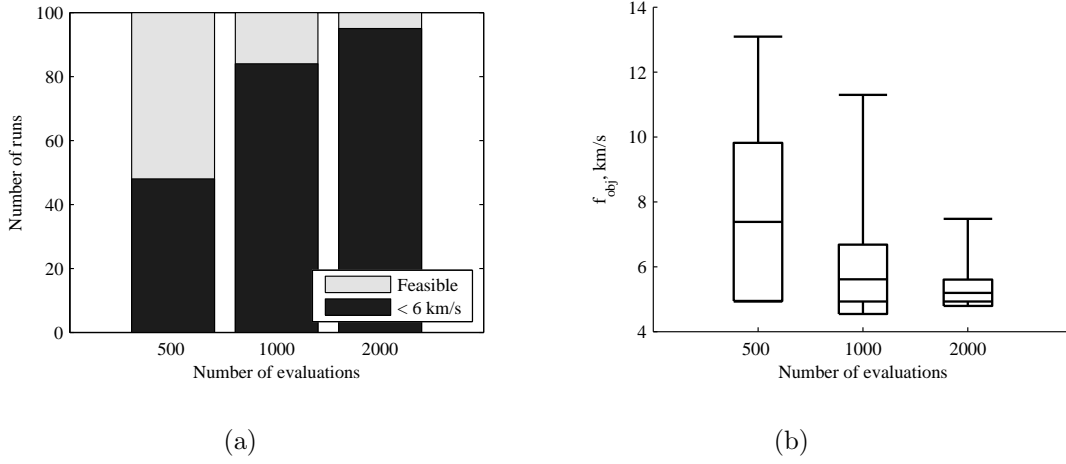 100
80
60
40
20
0
Number of runs
Feasible
< 6 km/s
500 1000 2000
Number of evaluations
(a)
14
12
10
8
6
4
f_obj, km/s
500 1000 2000
Number of evaluations
(b)